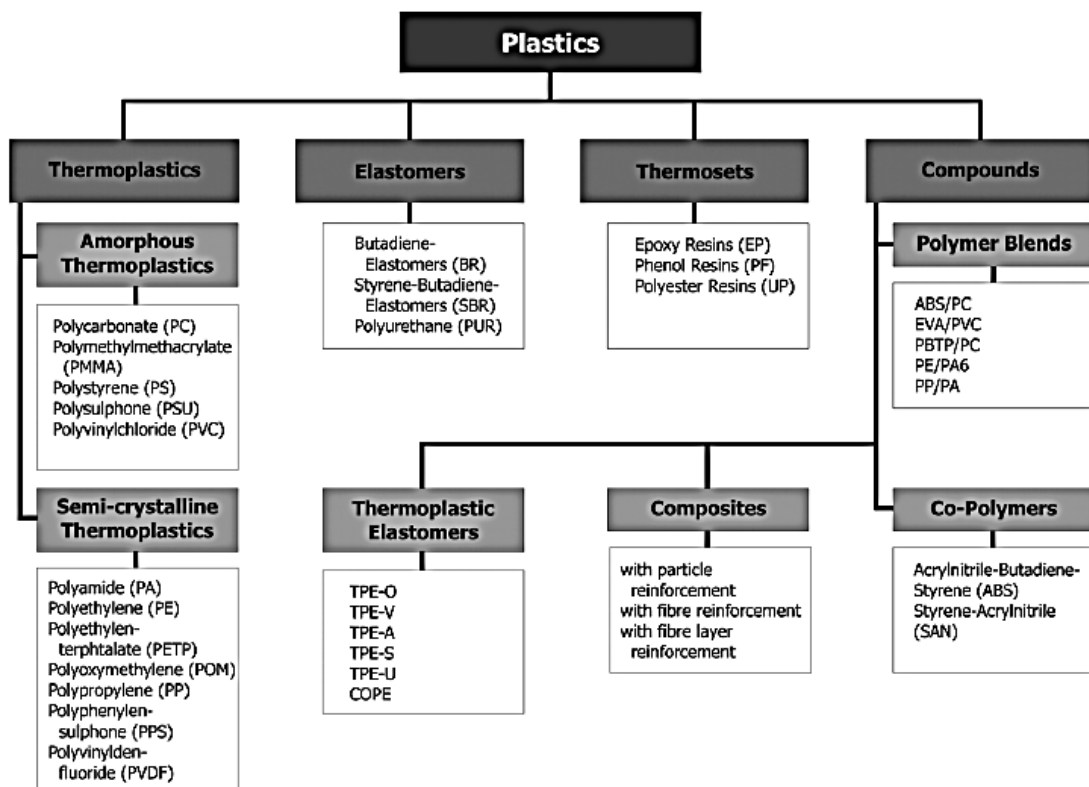 Plastics
Thermoplastics
Elastomers
Thermosets
Compounds
Amorphous
Thermoplastics
Polycarbonate (PC)
Polymethylmethacrylate
(PMMA)
Polystyrene (PS)
Polysulphone (PSU)
Polyvinylchloride (PVC)
Semi-crystalline
Thermoplastics
Polyamide (PA)
Polyethylene (PE)
Polyethylen-
terphtalate (PETP)
Polyoxymethylene (POM)
Polypropylene (PP)
Polyphenylen-
sulphone (PPS)
Polyvinylden-
fluoride (PVDF)
Butadiene-
Elastomers (BR)
Styrene-Butadiene-
Elastomers (SBR)
Polyurethane (PUR)
Epoxy Resins (EP)
Phenol Resins (PF)
Polyester Resins (UP)
Polymer Blends
ABS/PC
EVA/PVC
PBTP/PC
PE/PA6
PP/PA
Thermoplastic
Elastomers
TPE-O
TPE-V
TPE-A
TPE-S
TPE-U
COPE
Composites
with particle
reinforcement
with fibre reinforcement
with fibre layer
reinforcement
Co-Polymers
Acrylnitrile-Butadiene-
Styrene (ABS)
Styrene-Acrylnitrile
(SAN)